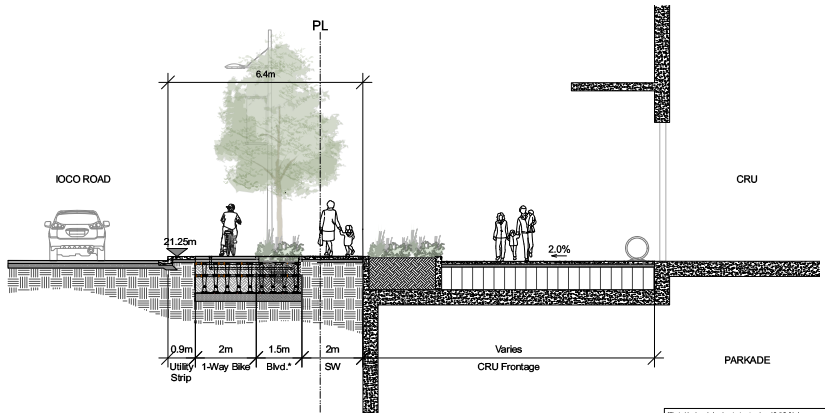 PL
6.4m
IOCO ROAD
CRU
21.25m
2.0%
0.9m
2m
1.5m
2m
Varies
Utility
Strip
1-Way Bike
Blvd.*
SW
CRU Frontage
PARKADE